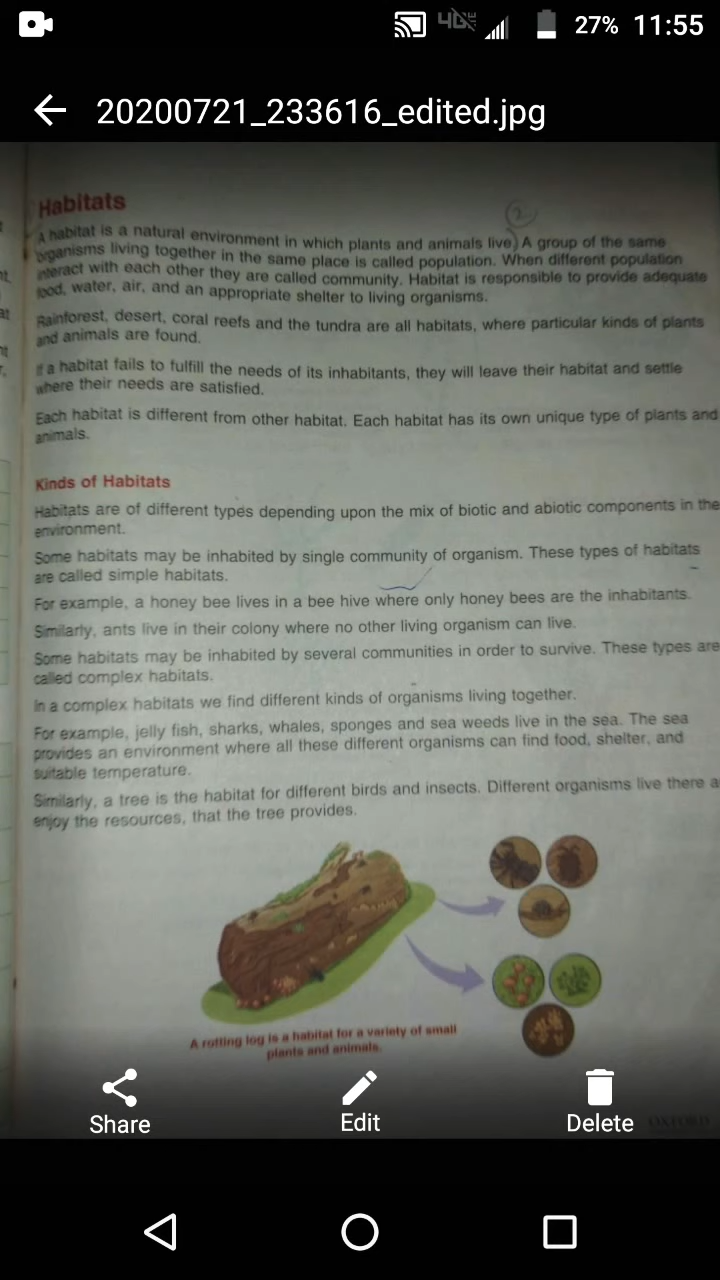 4G LTE 27% 11:55
20200721_233616_edited.jpg
Habitats
2
A habitat is a natural environment in which plants and animals live. A group of the same
organisms living together in the same place is called population. When different population
interact with each other they are called community. Habitat is responsible to provide adequate
food, water, air, and an appropriate shelter to living organisms.
Rainforest, desert, coral reefs and the tundra are all habitats, where particular kinds of plants
and animals are found.
If a habitat fails to fulfill the needs of its inhabitants, they will leave their habitat and settle
where their needs are satisfied.
Each habitat is different from other habitat. Each habitat has its own unique type of plants and
animals.
Kinds of Habitats
Habitats are of different types depending upon the mix of biotic and abiotic components in the
environment.
Some habitats may be inhabited by single community of organism. These types of habitats
are called simple habitats.
For example, a honey bee lives in a bee hive where only honey bees are the inhabitants.
Similarly, ants live in their colony where no other living organism can live.
Some habitats may be inhabited by several communities in order to survive. These types are
called complex habitats.
In a complex habitats we find different kinds of organisms living together.
For example, jelly fish, sharks, whales, sponges and sea weeds live in the sea. The sea
provides an environment where all these different organisms can find food, shelter, and
suitable temperature.
Similarly, a tree is the habitat for different birds and insects. Different organisms live there a
enjoy the resources, that the tree provides.
A rotting log is a habitat for a variety of small
plants and animals.
Share Edit Delete
OXFORD